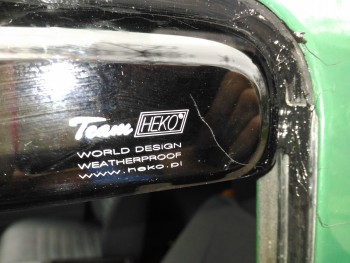 Team HEKO®
WORLD DESIGN
WEATHERPROOF
www.heko.pl